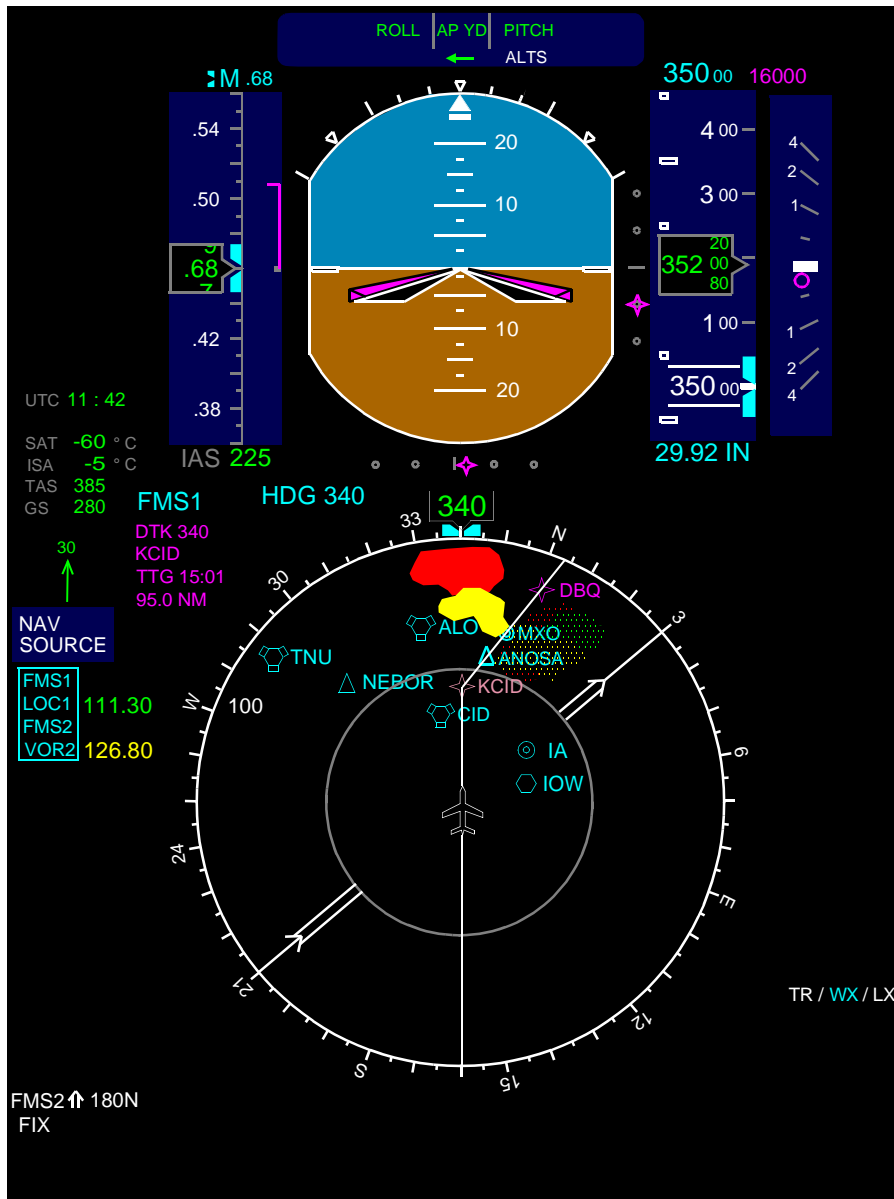 ROLL AP YD PITCH
ALTS
M .68
350 00 16000
.54
.50
.68
.42
.38
IAS 225
20
10
10
20
4 00
3 00
20
352 00
80
1 00
350 00
29.92 IN
4
2
1
1
2
4
UTC 11 : 42
SAT -60 ° C
ISA -5 ° C
TAS 385
GS 280
FMS1
HDG 340
340
DTK 340
KCID
TTG 15:01
95.0 NM
30
NAV
SOURCE
FMS1
LOC1 111.30
FMS2
VOR2 126.80
33
N
30
3
W
6
24
E
21
12
S
15
DBQ
ALO
MXO
TNU
ANOSA
NEBOR
KCID
100
CID
IA
IOW
TR / WX / LX
FMS2 180N
FIX